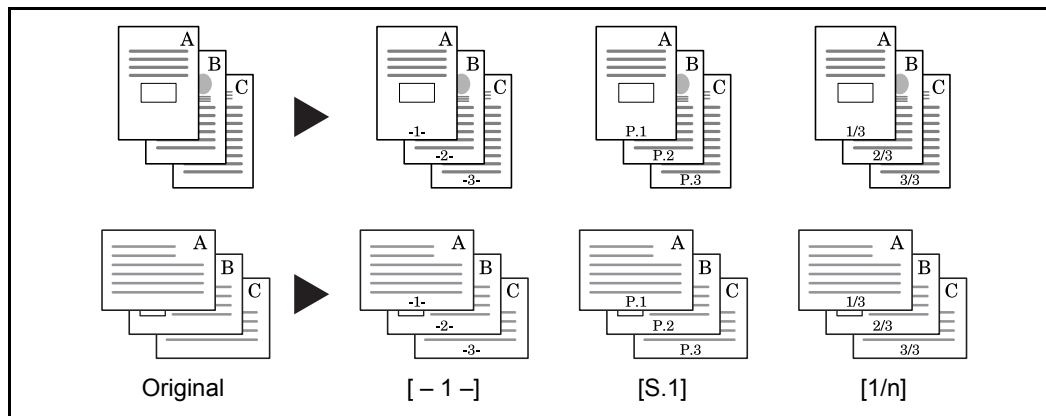 A A A A
B B B B
C C C C
-1- P.1 1/3
-2- P.2 2/3
-3- P.3 3/3
A A A A
B B B B
C C C C
-1- P.1 1/3
-2- P.2 2/3
-3- P.3 3/3
Original [ – 1 –] [S.1] [1/n]